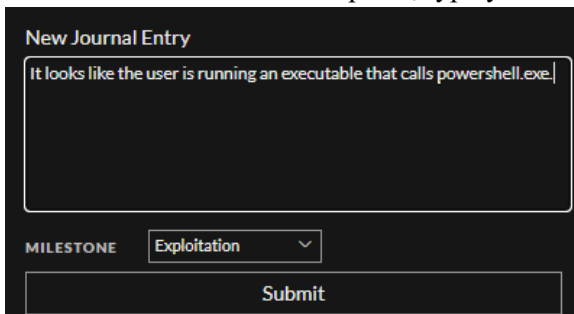 New Journal Entry
It looks like the user is running an executable that calls powershell.exe.
MILESTONE Exploitation
Submit